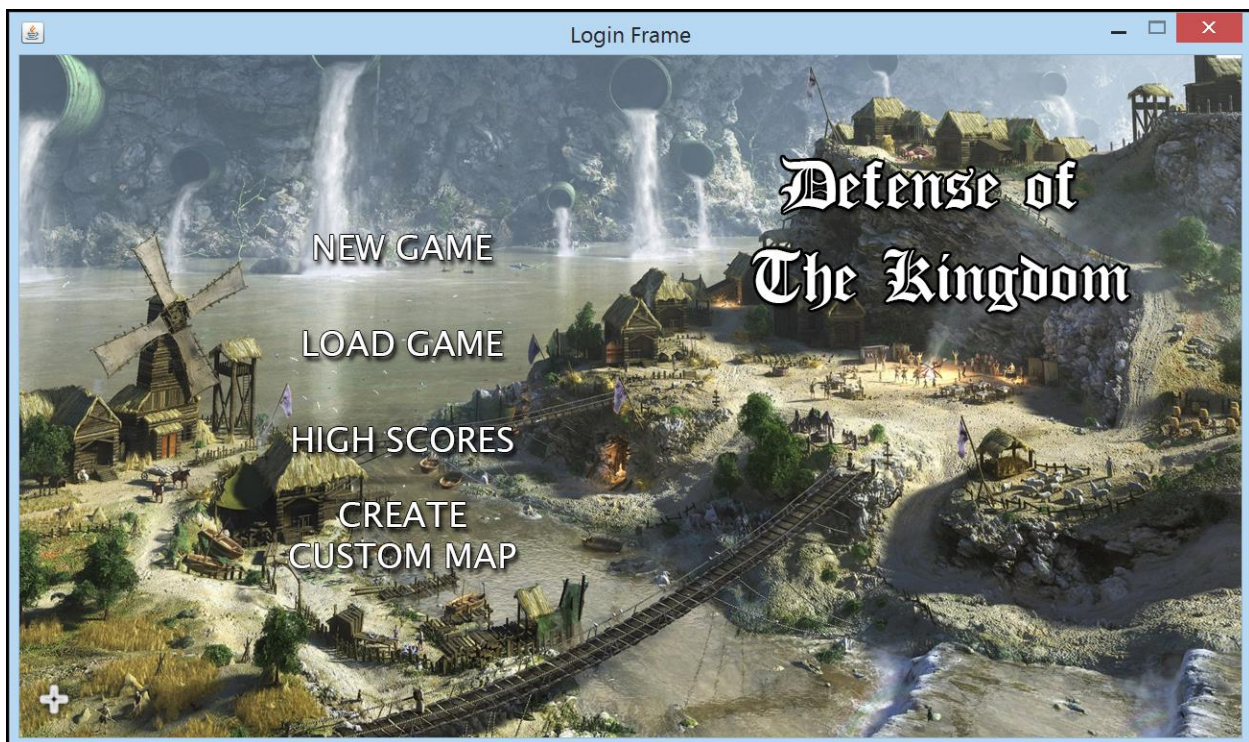 Login Frame
Defense of
The Kingdom
NEW GAME
LOAD GAME
HIGH SCORES
CREATE
CUSTOM MAP